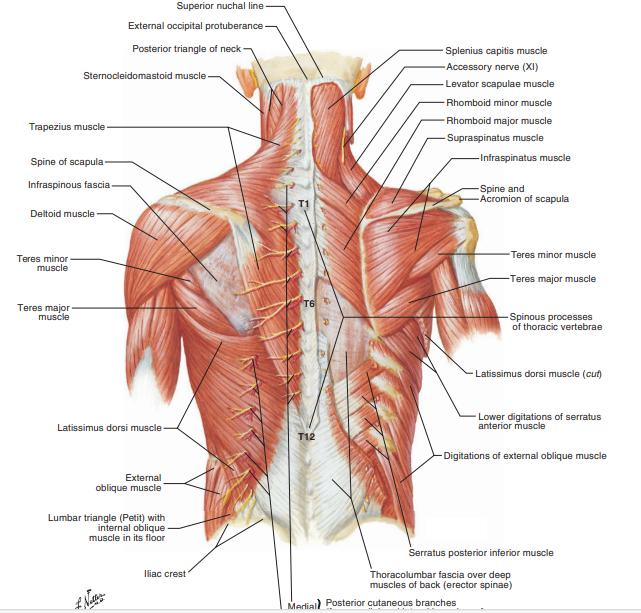 Superior nuchal line
External occipital protuberance
Posterior triangle of neck
Sternocleidomastoid muscle
Trapezius muscle
Spine of scapula
Infraspinous fascia
Deltoid muscle
Teres minor
muscle
Teres major
muscle
Latissimus dorsi muscle
External
oblique muscle
Lumbar triangle (Petit) with
internal oblique
muscle in its floor
Iliac crest
T1
T6
T12
Splenius capitis muscle
Accessory nerve (XI)
Levator scapulae muscle
Rhomboid minor muscle
Rhomboid major muscle
Supraspinatus muscle
Infraspinatus muscle
Spine and
Acromion of scapula
Teres minor muscle
Teres major muscle
Spinous processes
of thoracic vertebrae
Latissimus dorsi muscle (cut)
Lower digitations of serratus
anterior muscle
Digitations of external oblique muscle
Serratus posterior inferior muscle
Thoracolumbar fascia over deep
muscles of back (erector spinae)
Medial
Posterior cutaneous branches